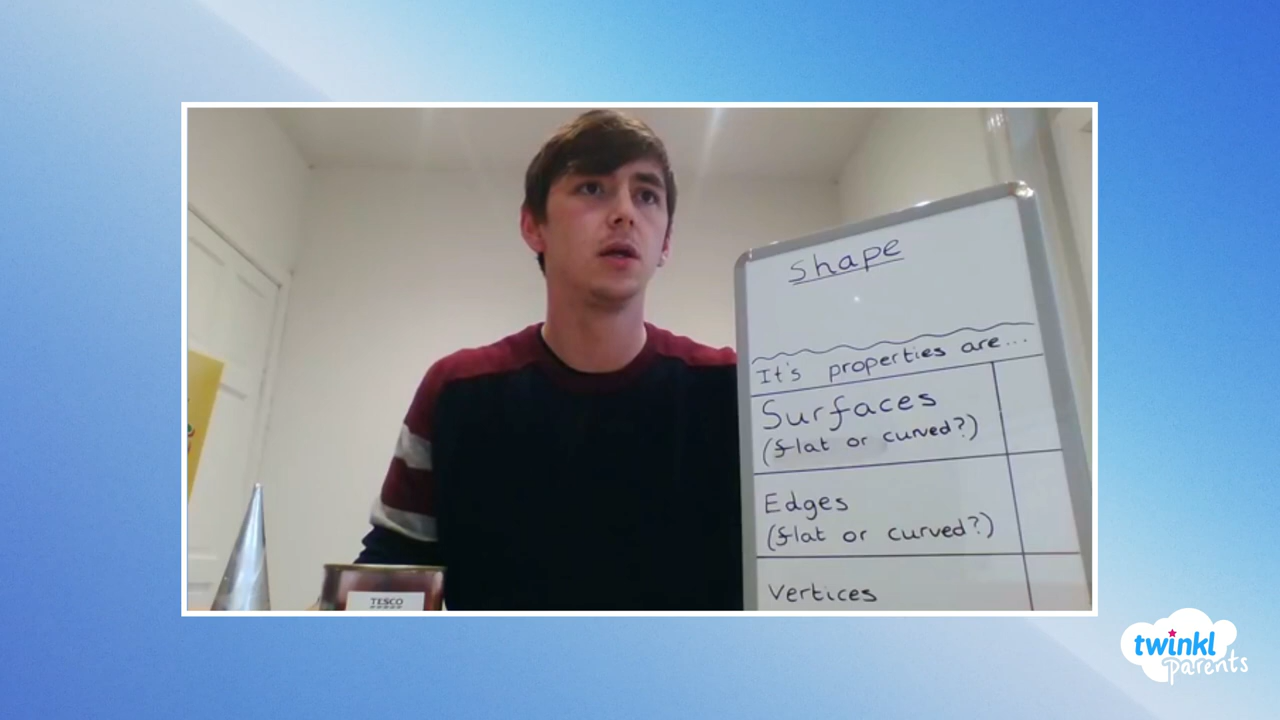 Shape
It's properties are...
Surfaces
(flat or curved?)
Edges
(flat or curved?)
Vertices
TESCO
twinkl
parents